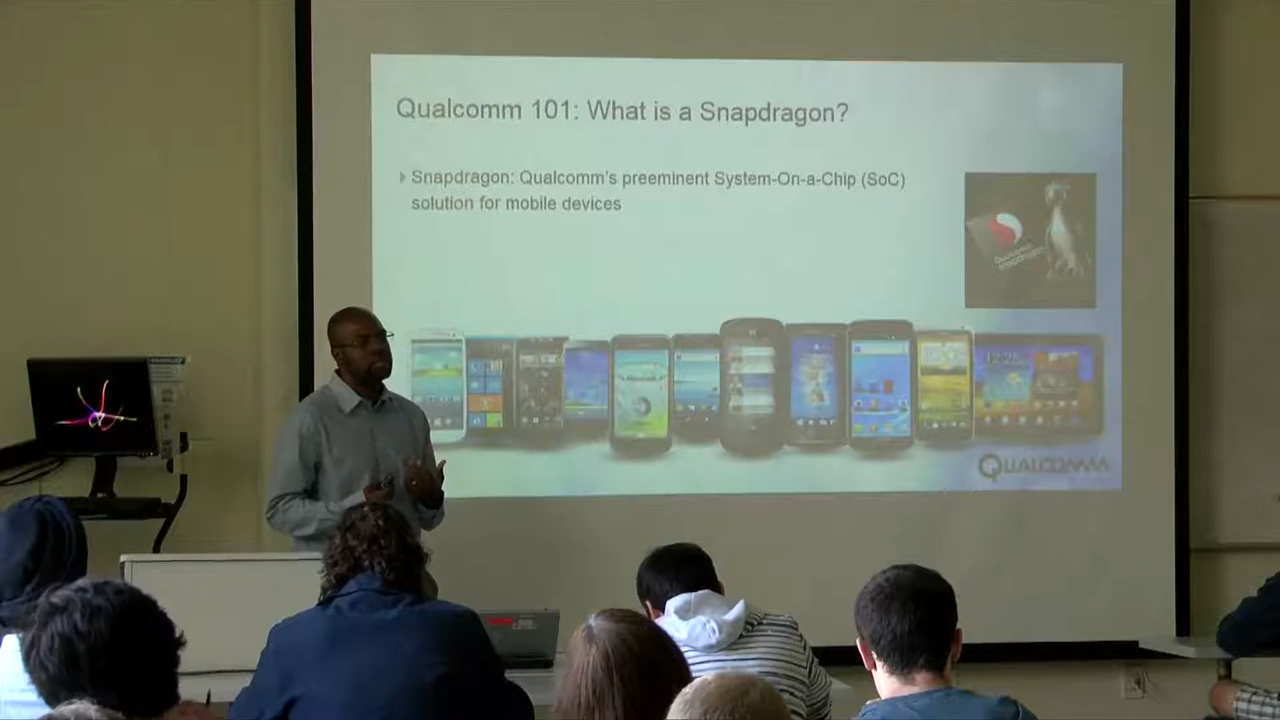 Qualcomm 101: What is a Snapdragon?
Snapdragon: Qualcomm's preeminent System-On-a-Chip (SoC)
solution for mobile devices
QUALCOMM